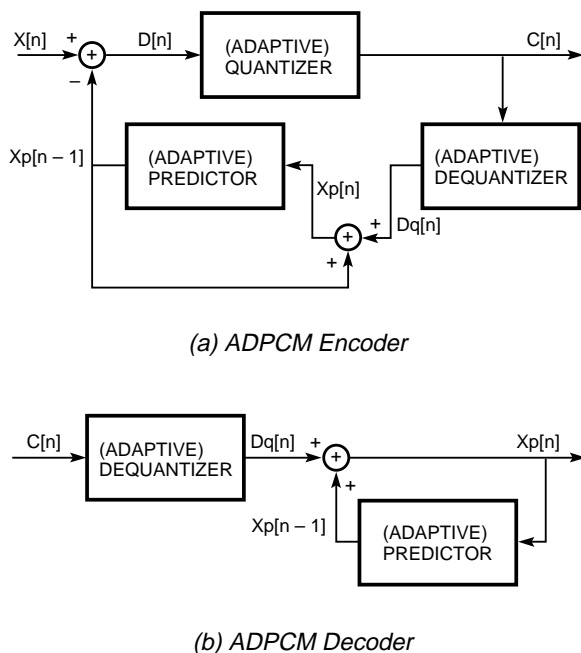 X[n]
+
+
−
D[n]
(ADAPTIVE)
QUANTIZER
C[n]
Xp[n – 1]
(ADAPTIVE)
PREDICTOR
Xp[n]
(ADAPTIVE)
DEQUANTIZER
+
Dq[n]
+
+
(a) ADPCM Encoder
C[n]
(ADAPTIVE)
DEQUANTIZER
Dq[n]
+
+
Xp[n]
+
Xp[n – 1]
(ADAPTIVE)
PREDICTOR
(b) ADPCM Decoder